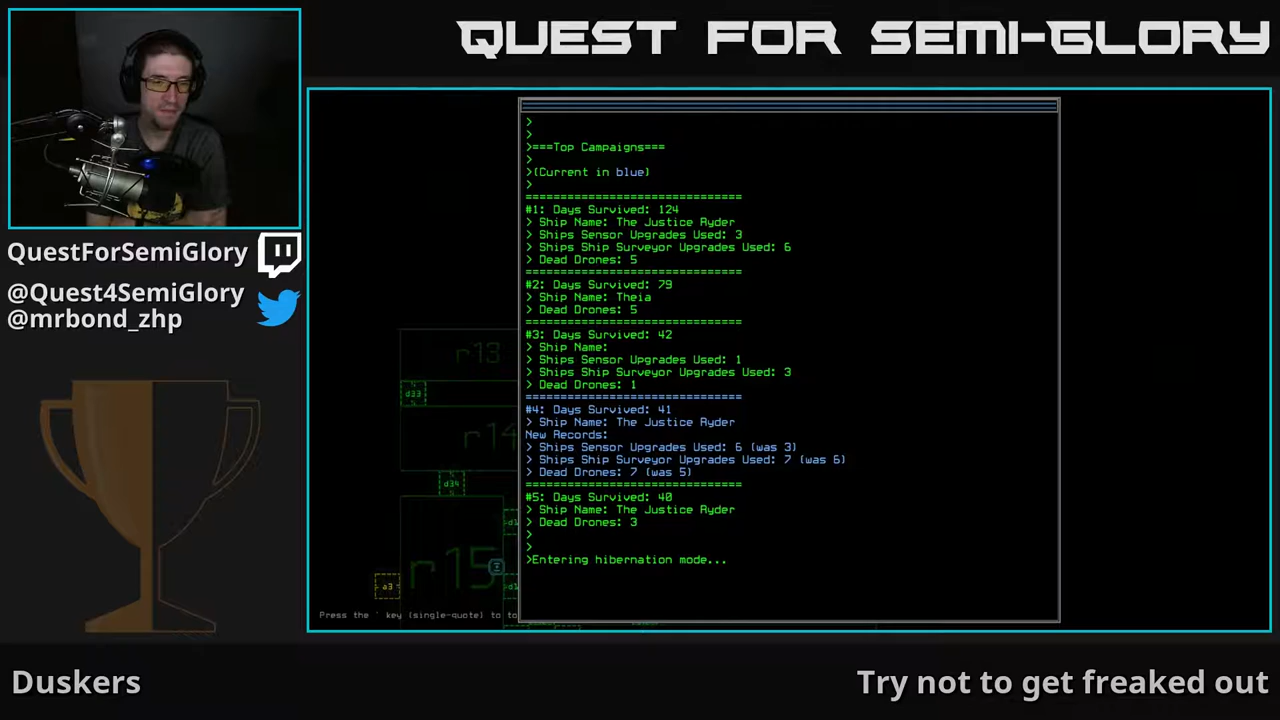 QUEST FOR SEMI-GLORY
QuestForSemiGlory
@Quest4SemiGlory
@mrbond_zhp
>
>
>===Top Campaigns===
>
>(Current in blue)
>
===============================
#1: Days Survived: 124
> Ship Name: The Justice Ryder
> Ships Sensor Upgrades Used: 3
> Ships Ship Surveyor Upgrades Used: 6
> Dead Drones: 5
===============================
#2: Days Survived: 79
> Ship Name: Theia
> Dead Drones: 5
===============================
#3: Days Survived: 42
> Ship Name:
> Ships Sensor Upgrades Used: 1
> Ships Ship Surveyor Upgrades Used: 3
> Dead Drones: 1
===============================
#4: Days Survived: 41
> Ship Name: The Justice Ryder
New Records:
> Ships Sensor Upgrades Used: 6 (was 3)
> Ships Ship Surveyor Upgrades Used: 7 (was 6)
> Dead Drones: 7 (was 5)
===============================
#5: Days Survived: 40
> Ship Name: The Justice Ryder
> Dead Drones: 3
>
>
>Entering hibernation mode...
r13
d33
r14
d34
r15
a3
Press the ' key (single-quote) to
Duskers
Try not to get freaked out